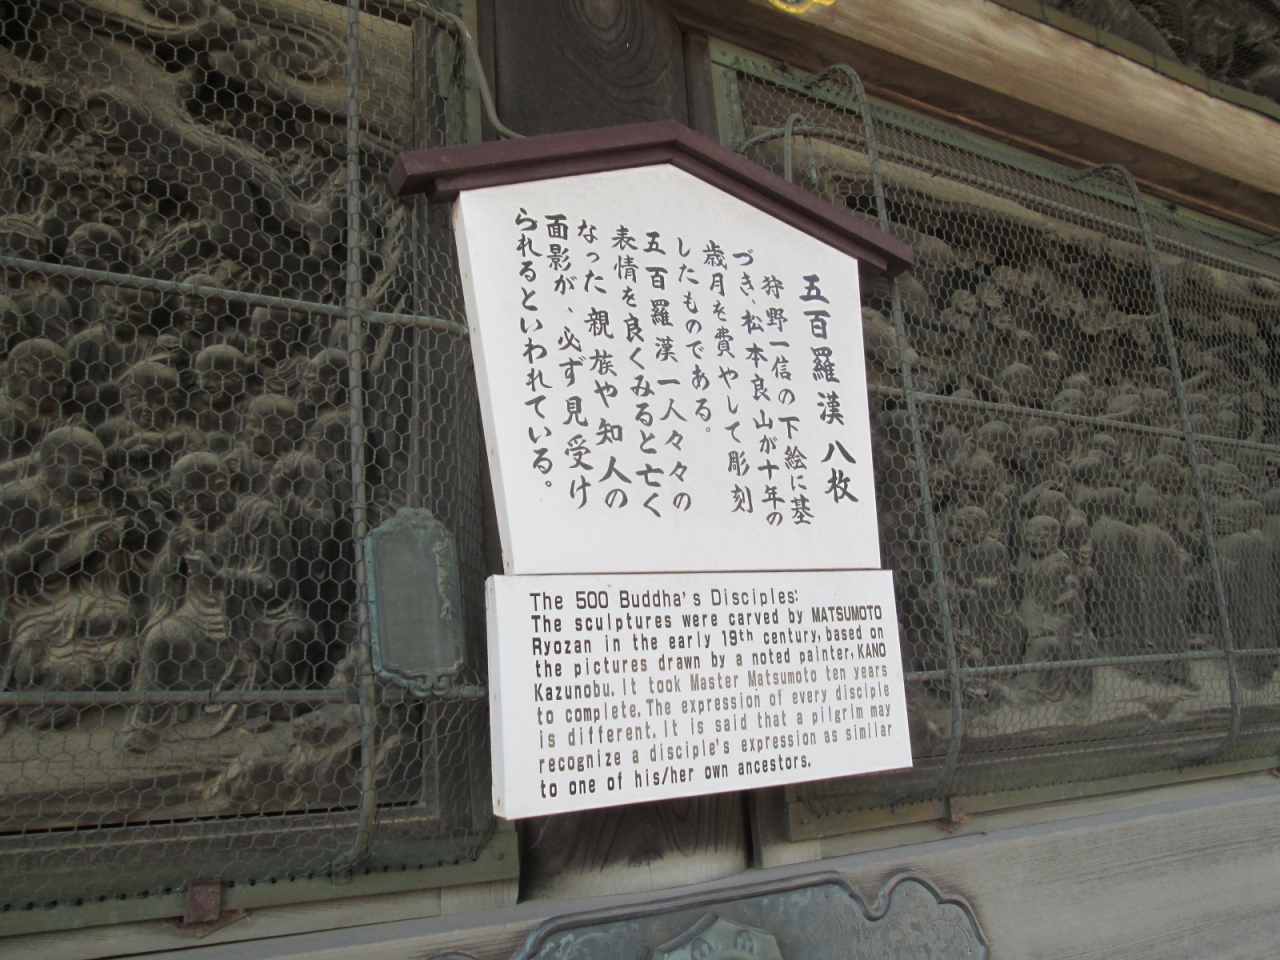 五百羅漢 八枚
狩野一信の下絵に基
づき、松本良山が十年の
歳月を費やして彫刻
したものである。
五百羅漢一人々々の
表情を良くみると亡く
なった親族や知人の
面影が、必ず見受け
られるといわれている。
The 500 Buddha's Disciples:
The sculptures were carved by MATSUMOTO
Ryozan in the early 19th century, based on
the pictures drawn by a noted painter, KANO
Kazunobu. It took Master Matsumoto ten years
to complete. The expression of every disciple
is different. It is said that a pilgrim may
recognize a disciple's expression as similar
to one of his/her own ancestors.